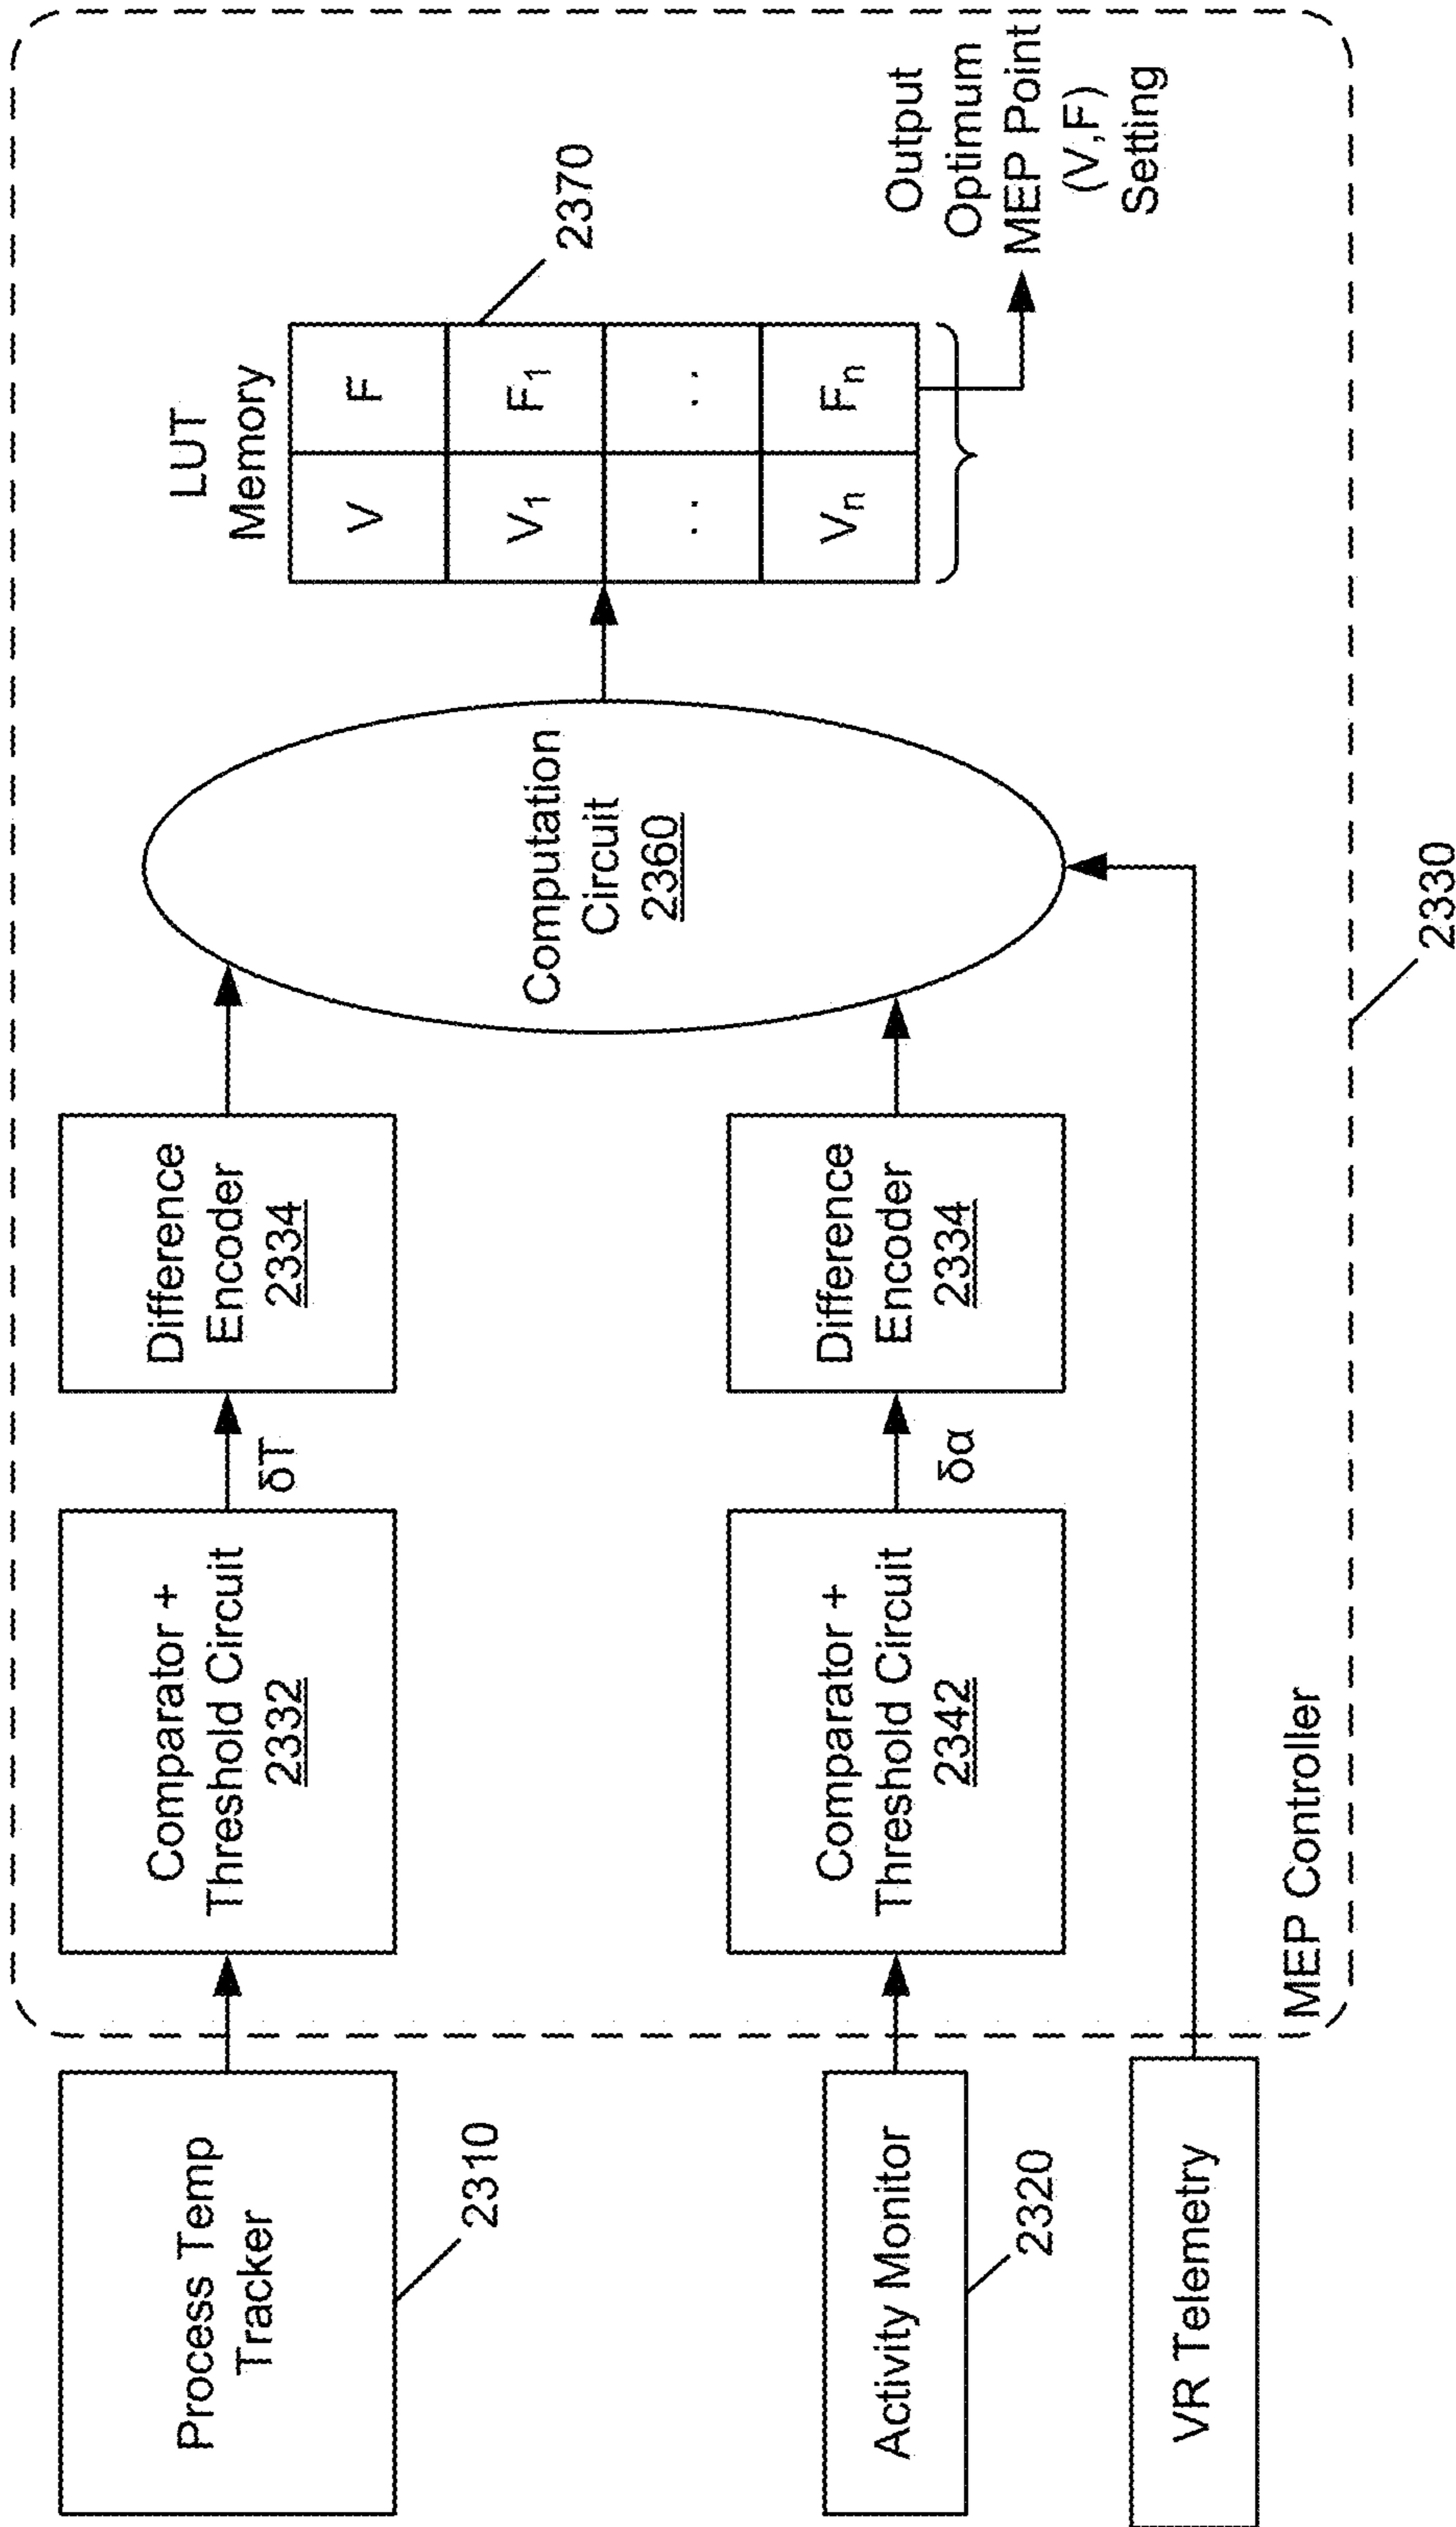 Process Temp
Tracker
2310
Comparator +
Threshold Circuit
2332
δT
Difference
Encoder
2334
Activity Monitor
2320
Comparator +
Threshold Circuit
2342
δα
Difference
Encoder
2334
VR Telemetry
Computation
Circuit
2360
LUT
Memory
V F
V1 F1
. . . .
Vn Fn
2370
Output
Optimum
MEP Point
(V,F)
Setting
MEP Controller
2330